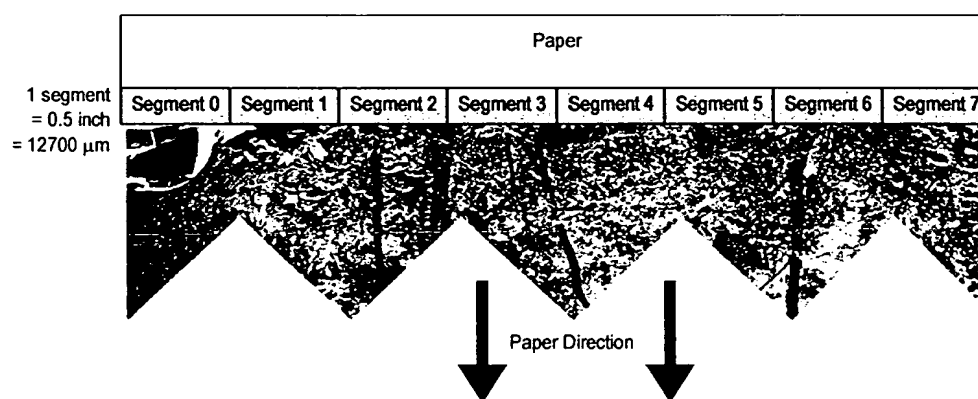 Paper
1 segment
= 0.5 inch
= 12700 μm
Segment 0
Segment 1
Segment 2
Segment 3
Segment 4
Segment 5
Segment 6
Segment 7
Paper Direction